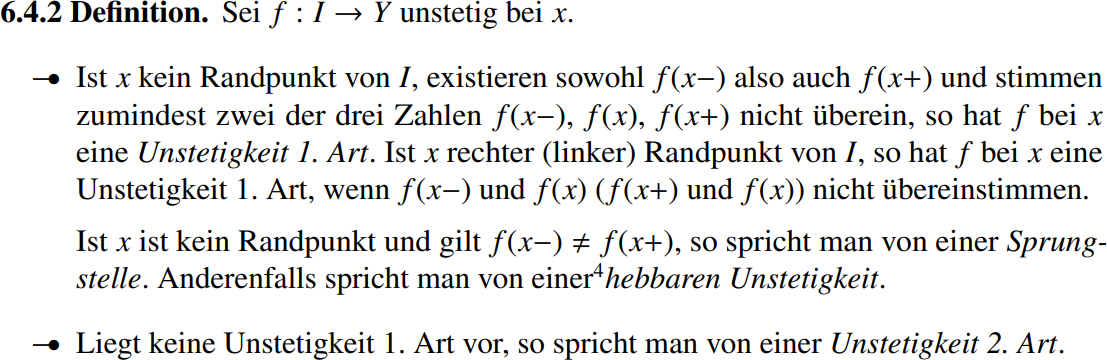 6.4.2 Definition. Sei f : I → Y unstetig bei x.
⊸• Ist x kein Randpunkt von I, existieren sowohl f(x−) also auch f(x+) und stimmen
zumindest zwei der drei Zahlen f(x−), f(x), f(x+) nicht überein, so hat f bei x
eine Unstetigkeit 1. Art. Ist x rechter (linker) Randpunkt von I, so hat f bei x eine
Unstetigkeit 1. Art, wenn f(x−) und f(x) (f(x+) und f(x)) nicht übereinstimmen.
Ist x ist kein Randpunkt und gilt f(x−) ≠ f(x+), so spricht man von einer Sprung-
stelle. Anderenfalls spricht man von einer⁴hebbaren Unstetigkeit.
⊸• Liegt keine Unstetigkeit 1. Art vor, so spricht man von einer Unstetigkeit 2. Art.